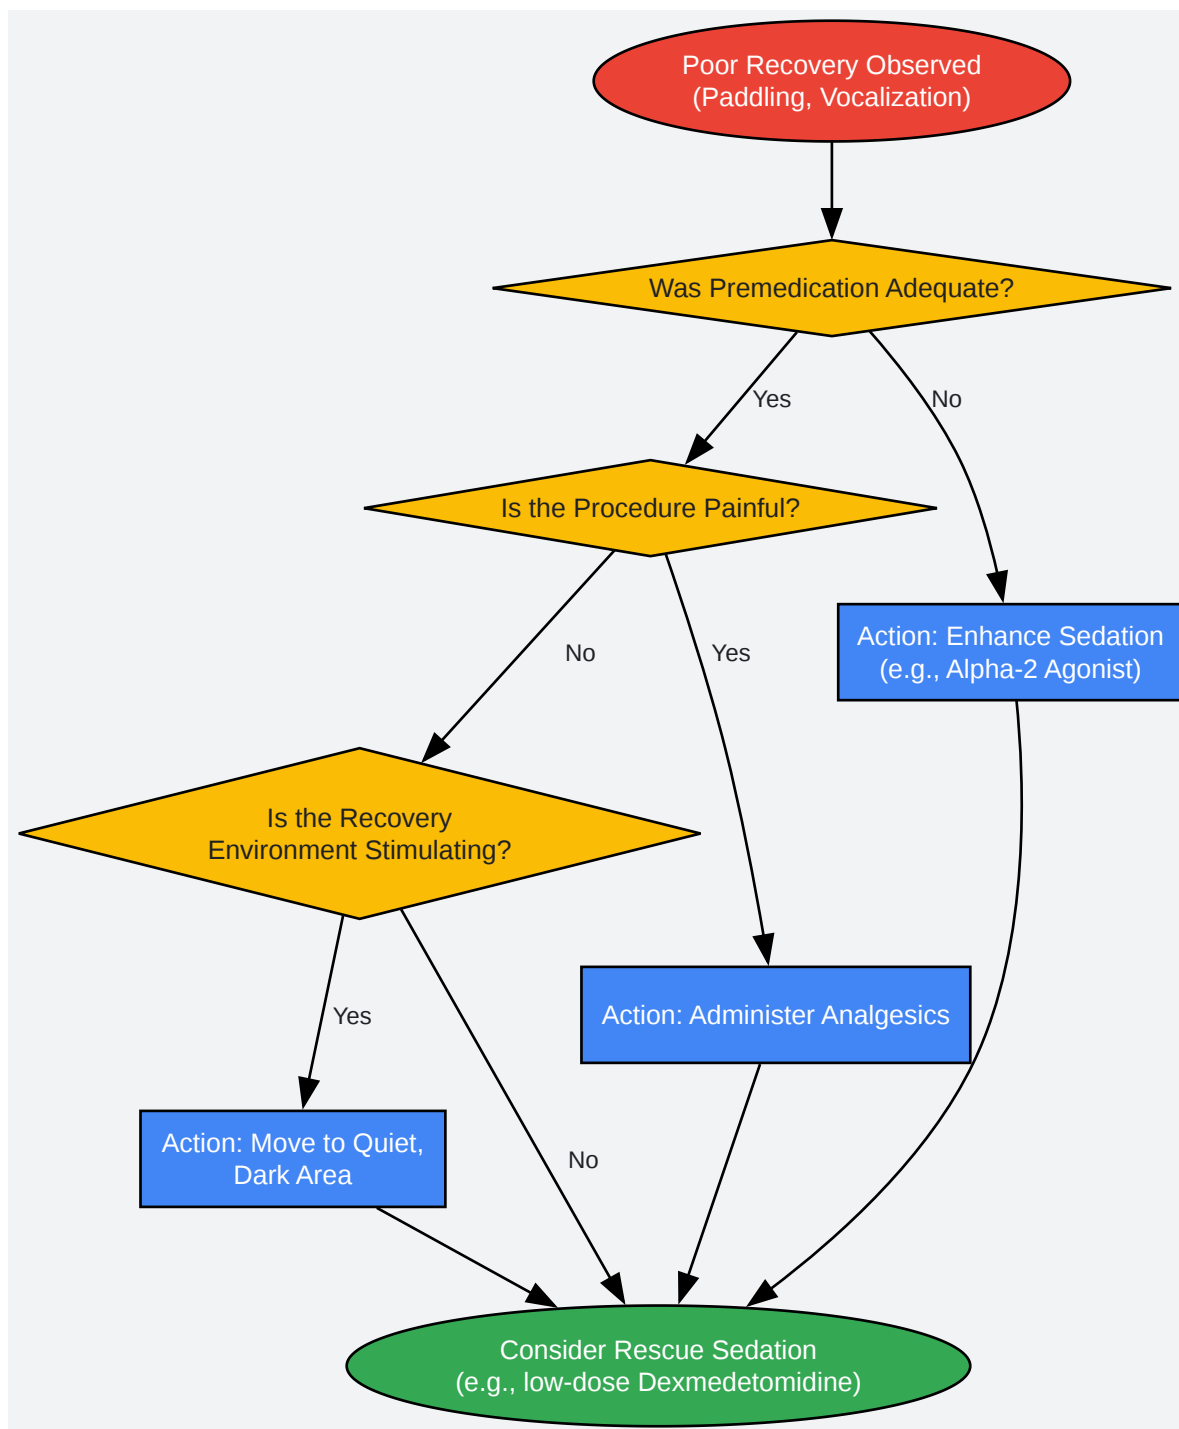 Poor Recovery Observed
(Paddling, Vocalization)
Was Premedication Adequate?
Yes
No
Is the Procedure Painful?
Action: Enhance Sedation
(e.g., Alpha-2 Agonist)
No
Yes
Is the Recovery
Environment Stimulating?
Action: Administer Analgesics
Yes
Action: Move to Quiet,
Dark Area
No
Consider Rescue Sedation
(e.g., low-dose Dexmedetomidine)